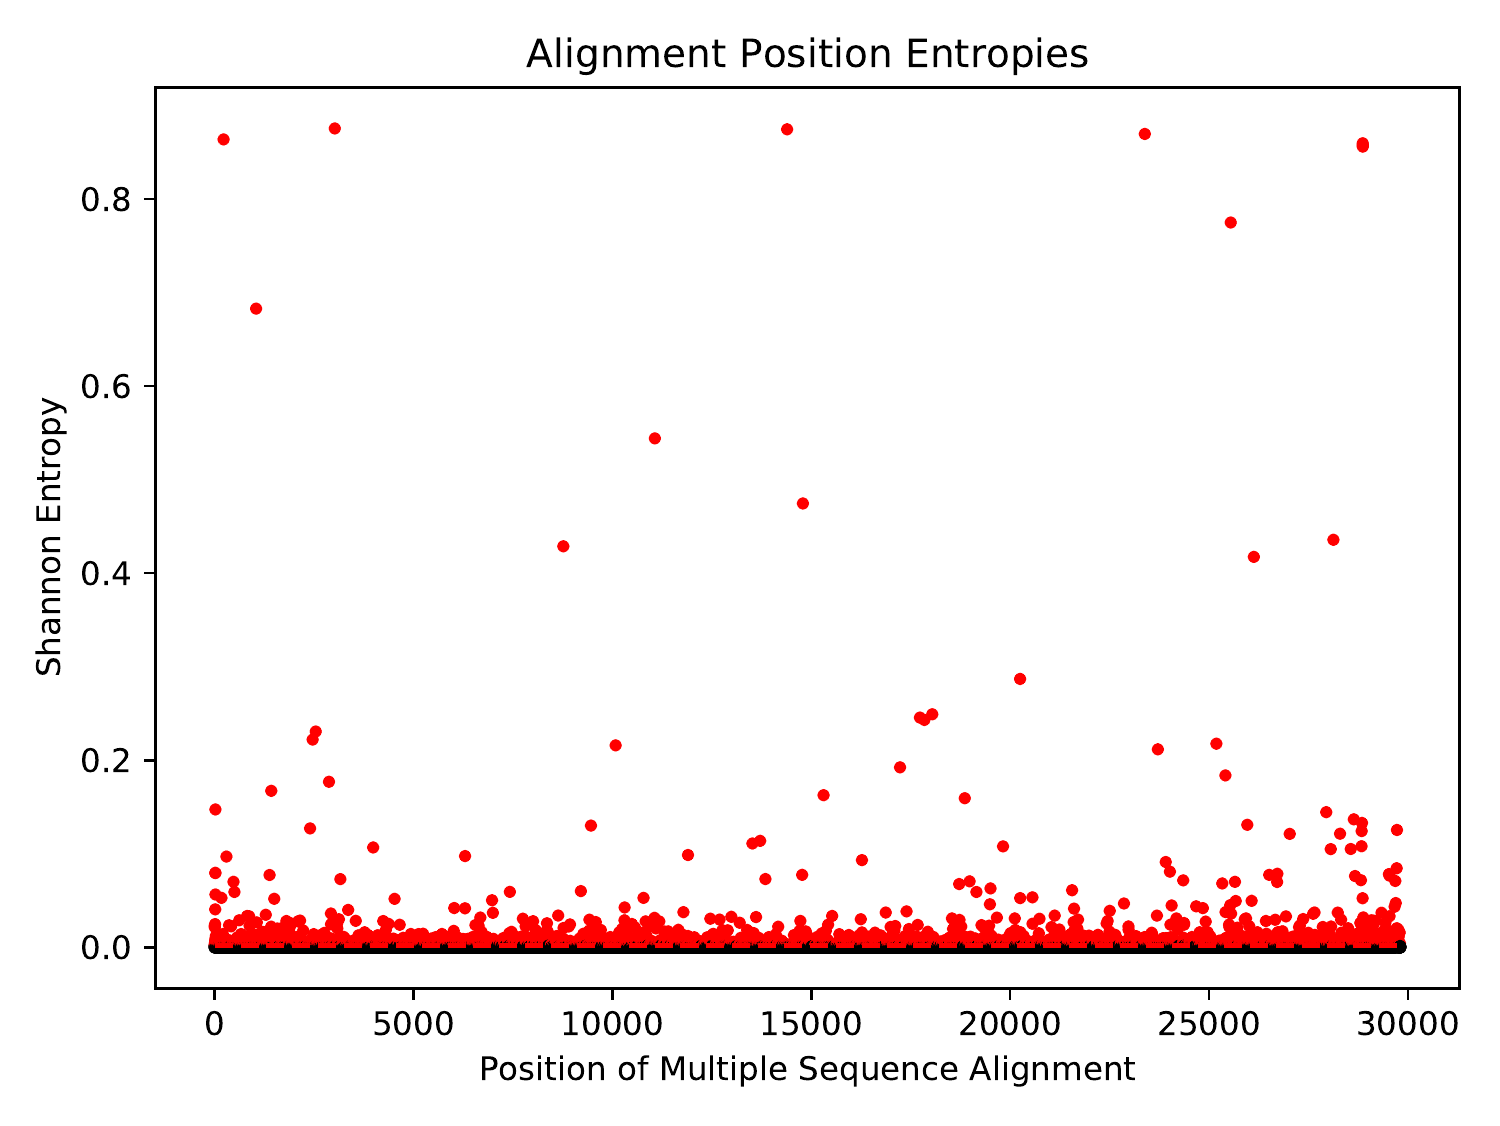 Alignment Position Entropies
Shannon Entropy
0.8
0.6
0.4
0.2
0.0
0 5000 10000 15000 20000 25000 30000
Position of Multiple Sequence Alignment